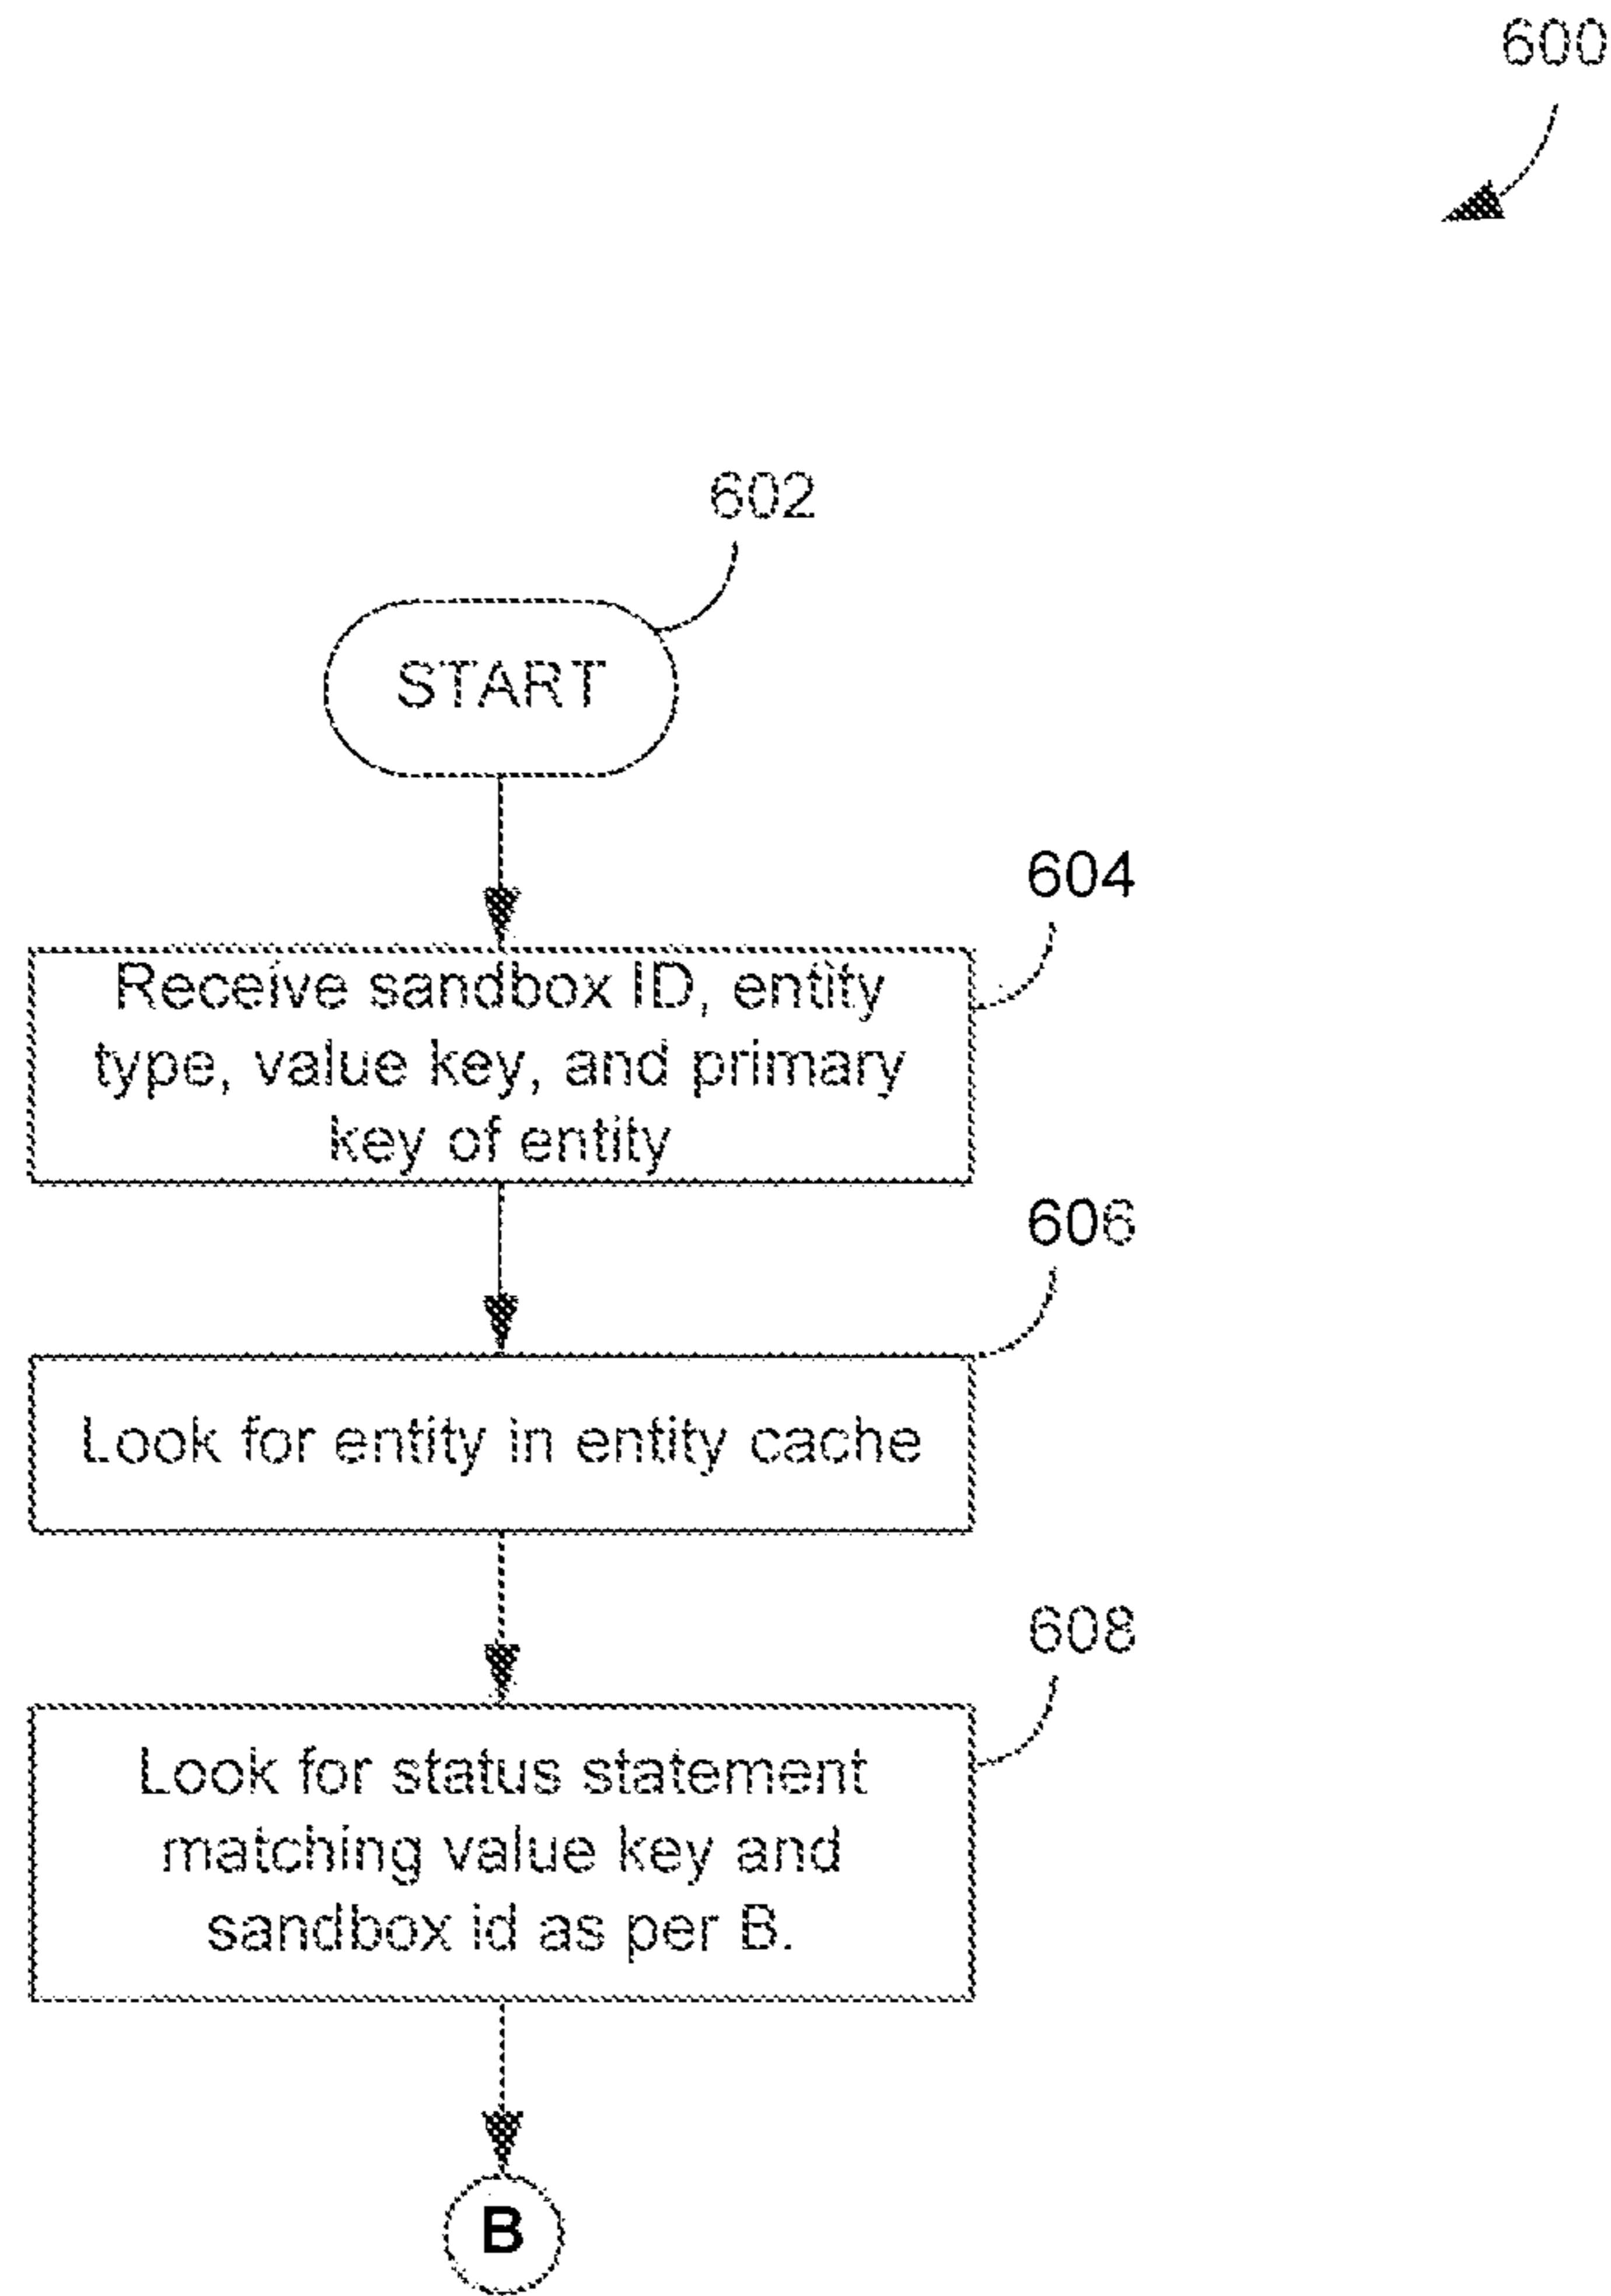 600
602
START
604
Receive sandbox ID, entity
type, value key, and primary
key of entity
606
Look for entity in entity cache
608
Look for status statement
matching value key and
sandbox id as per B.
B